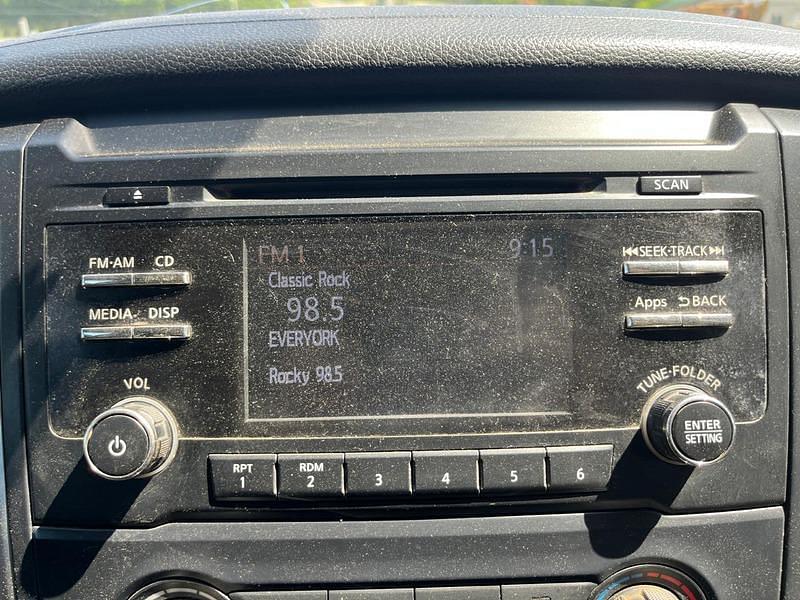 SCAN
FM·AM CD
MEDIA DISP
VOL
FM 1 9:15
Classic Rock
98.5
EVERYORK
Rocky 98.5
SEEK·TRACK
Apps BACK
TUNE·FOLDER
ENTER
SETTING
RPT
1
RDM
2
3
4
5
6